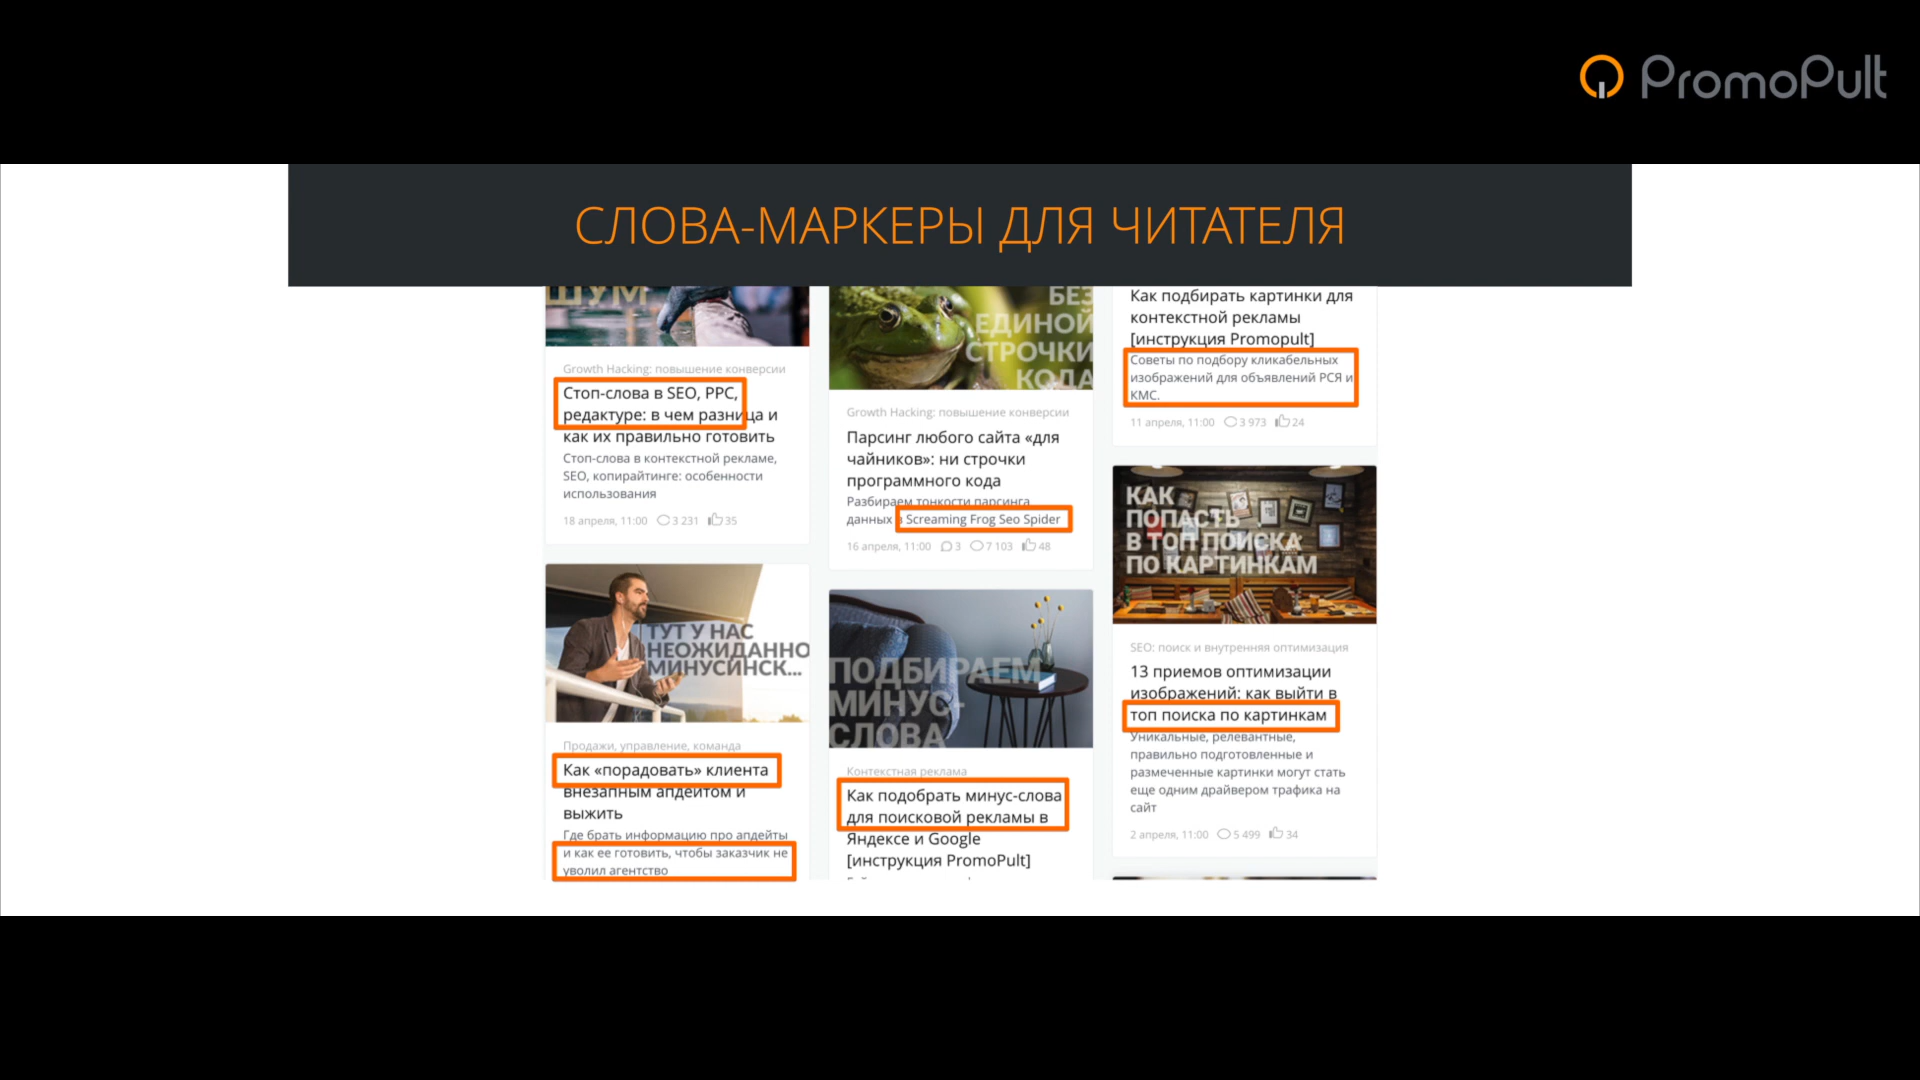 PromoPult
СЛОВА-МАРКЕРЫ ДЛЯ ЧИТАТЕЛЯ
ШУМ
Growth Hacking: повышение конверсии
Стоп-слова в SEO, PPC,
редактуре: в чем разница и
как их правильно готовить
Стоп-слова в контекстной рекламе,
SEO, копирайтинге: особенности
использования
18 апреля, 11:00 3 231 35
ТУТ У НАС
НЕОЖИДАННО
МИНУСИНСК...
Продажи, управление, команда
Как «порадовать» клиента
внезапным апдейтом и
выжить
Где брать информацию про апдейты
и как ее готовить, чтобы заказчик не
уволил агентство
БЕЗ
ЕДИНОЙ
СТРОЧКИ
КОДА
Growth Hacking: повышение конверсии
Парсинг любого сайта «для
чайников»: ни строчки
программного кода
Разбираем тонкости парсинга
данных в Screaming Frog Seo Spider
16 апреля, 11:00 3 7 103 48
ПОДБИРАЕМ
МИНУС-
СЛОВА
Контекстная реклама
Как подобрать минус-слова
для поисковой рекламы в
Яндексе и Google
[инструкция PromoPult]
Как подбирать картинки для
контекстной рекламы
[инструкция Promopult]
Советы по подбору кликабельных
изображений для объявлений РСЯ и
КМС.
11 апреля, 11:00 3 973 24
КАК
ПОПАСТЬ
В ТОП ПОИСКА
ПО КАРТИНКАМ
SEO: поиск и внутренняя оптимизация
13 приемов оптимизации
изображений: как выйти в
топ поиска по картинкам
Уникальные, релевантные,
правильно подготовленные и
размеченные картинки могут стать
еще одним драйвером трафика на
сайт
2 апреля, 11:00 5 499 34